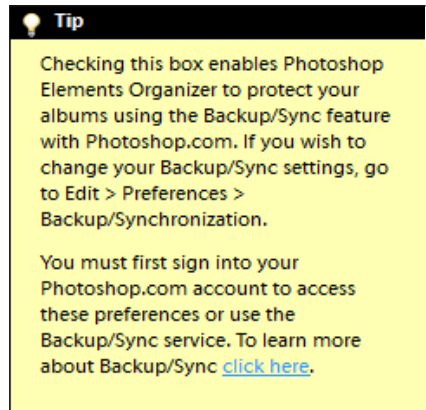 Tip
Checking this box enables Photoshop
Elements Organizer to protect your
albums using the Backup/Sync feature
with Photoshop.com. If you wish to
change your Backup/Sync settings, go
to Edit > Preferences >
Backup/Synchronization.
You must first sign into your
Photoshop.com account to access
these preferences or use the
Backup/Sync service. To learn more
about Backup/Sync click here.